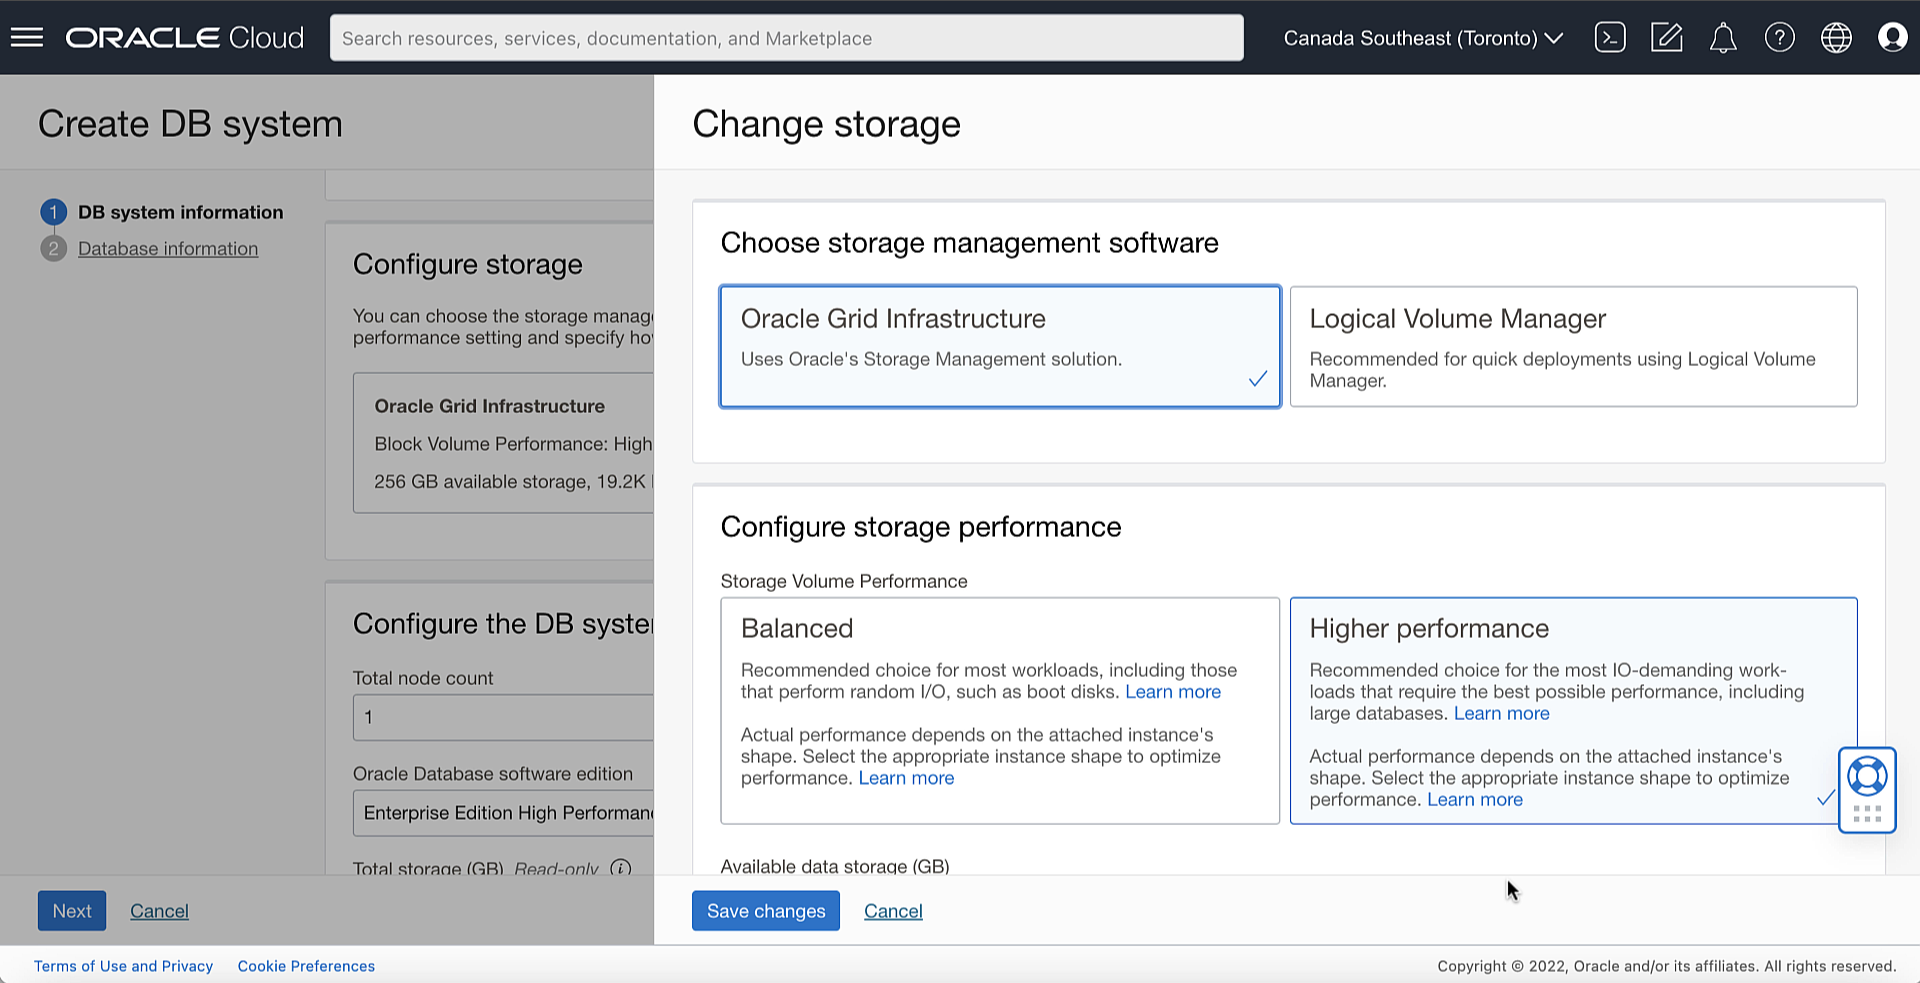 ORACLE Cloud
Search resources, services, documentation, and Marketplace
Canada Southeast (Toronto)
Create DB system
1 DB system information
2 Database information
Configure storage
You can choose the storage manag
performance setting and specify ho
Oracle Grid Infrastructure
Block Volume Performance: High
256 GB available storage, 19.2K
Configure the DB syste
Total node count
1
Oracle Database software edition
Enterprise Edition High Performan
Total storage (GB) Read-only
Next
Cancel
Change storage
Choose storage management software
Oracle Grid Infrastructure
Uses Oracle's Storage Management solution.
Logical Volume Manager
Recommended for quick deployments using Logical Volume
Manager.
Configure storage performance
Storage Volume Performance
Balanced
Recommended choice for most workloads, including those
that perform random I/O, such as boot disks. Learn more
Actual performance depends on the attached instance's
shape. Select the appropriate instance shape to optimize
performance. Learn more
Higher performance
Recommended choice for the most IO-demanding work-
loads that require the best possible performance, including
large databases. Learn more
Actual performance depends on the attached instance's
shape. Select the appropriate instance shape to optimize
performance. Learn more
Available data storage (GB)
Save changes
Cancel
Terms of Use and Privacy
Cookie Preferences
Copyright © 2022, Oracle and/or its affiliates. All rights reserved.